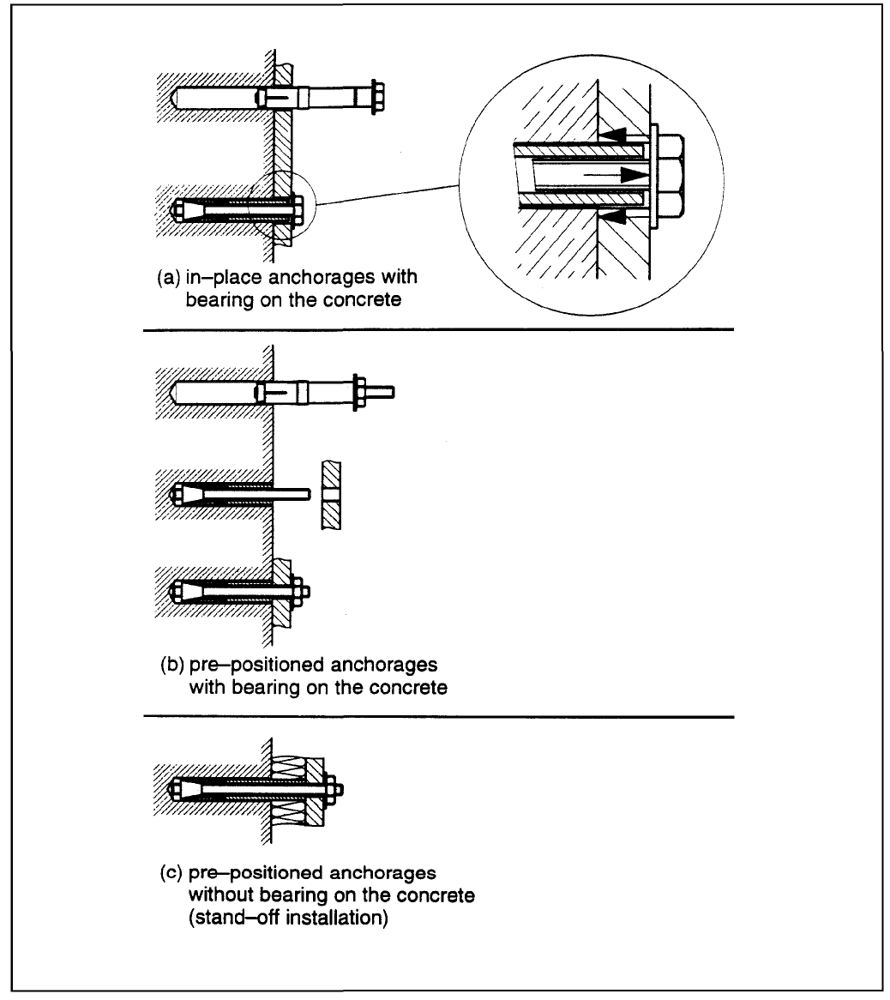 (a) in–place anchorages with
bearing on the concrete
(b) pre–positioned anchorages
with bearing on the concrete
(c) pre–positioned anchorages
without bearing on the concrete
(stand–off installation)